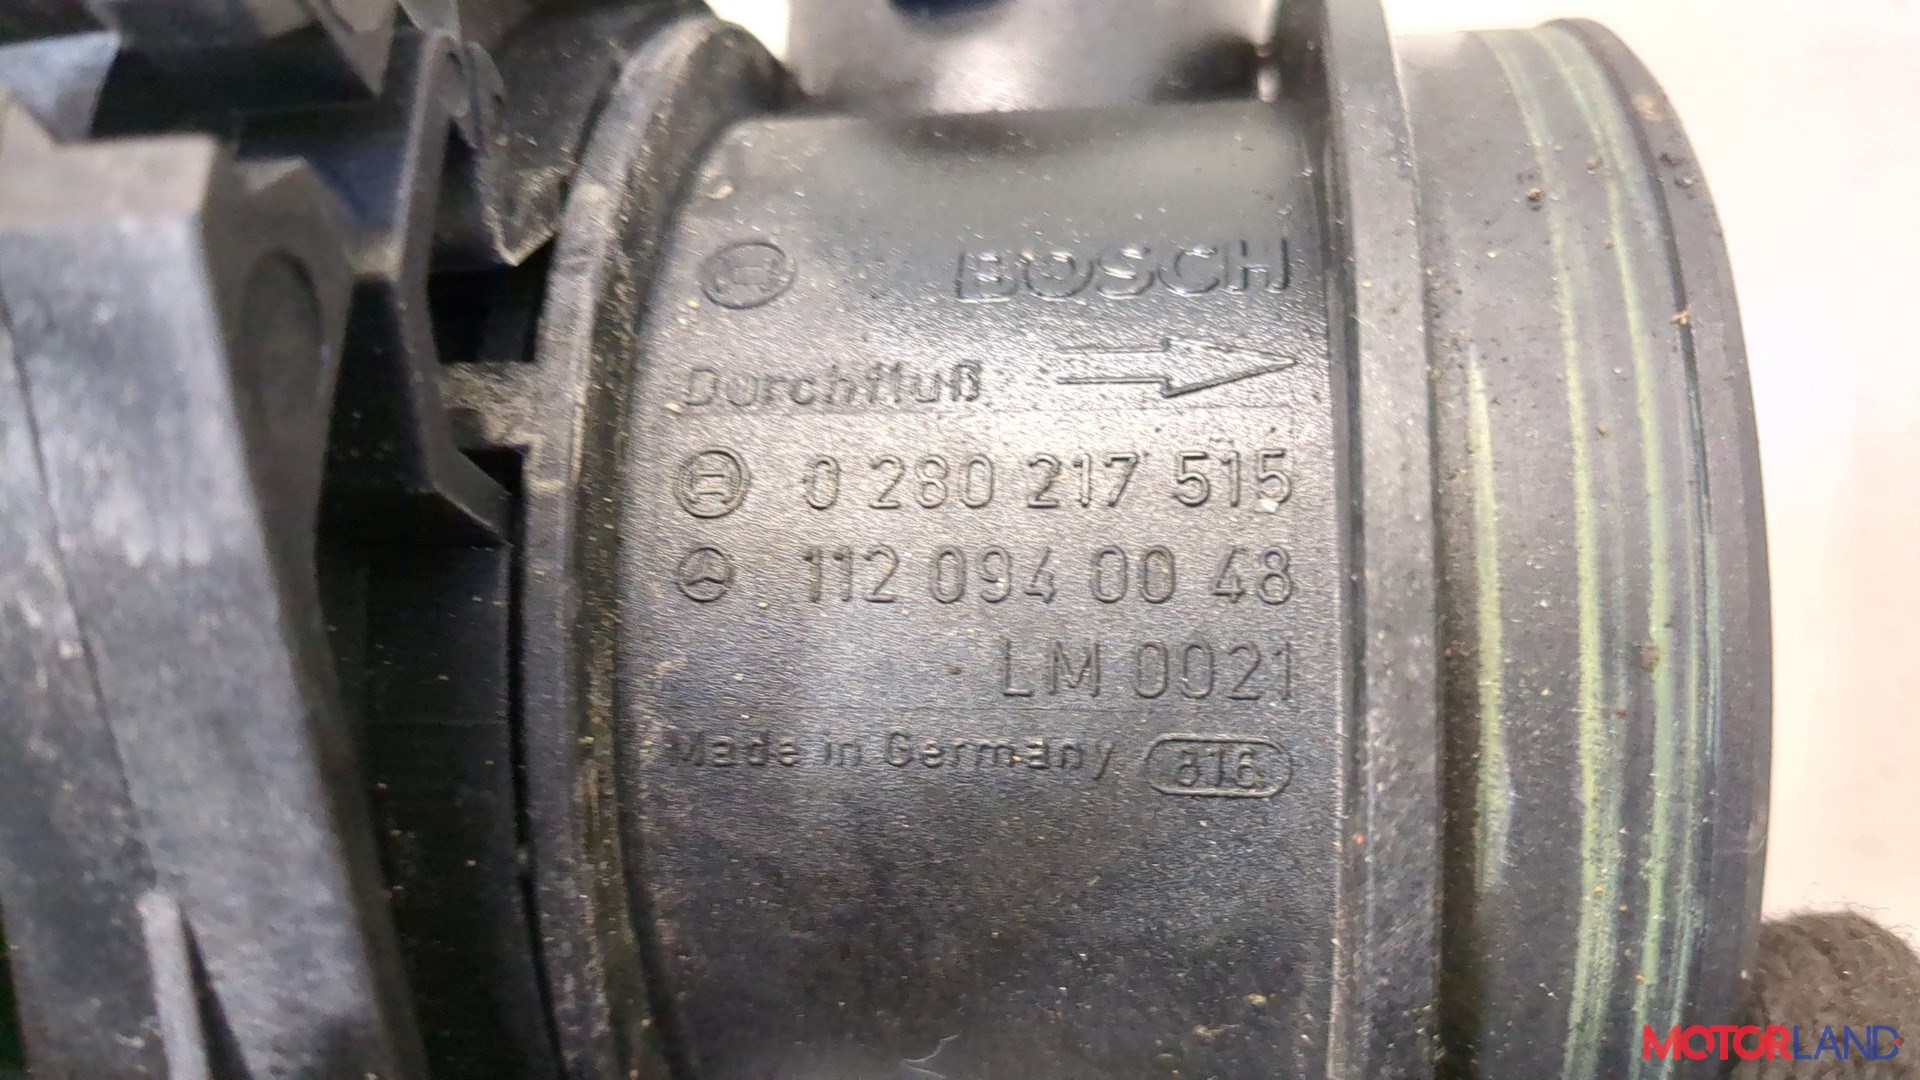 BOSCH
Durchfluß
0 280 217 515
112 094 00 48
LM 0021
Made in Germany 816
MOTORLAND